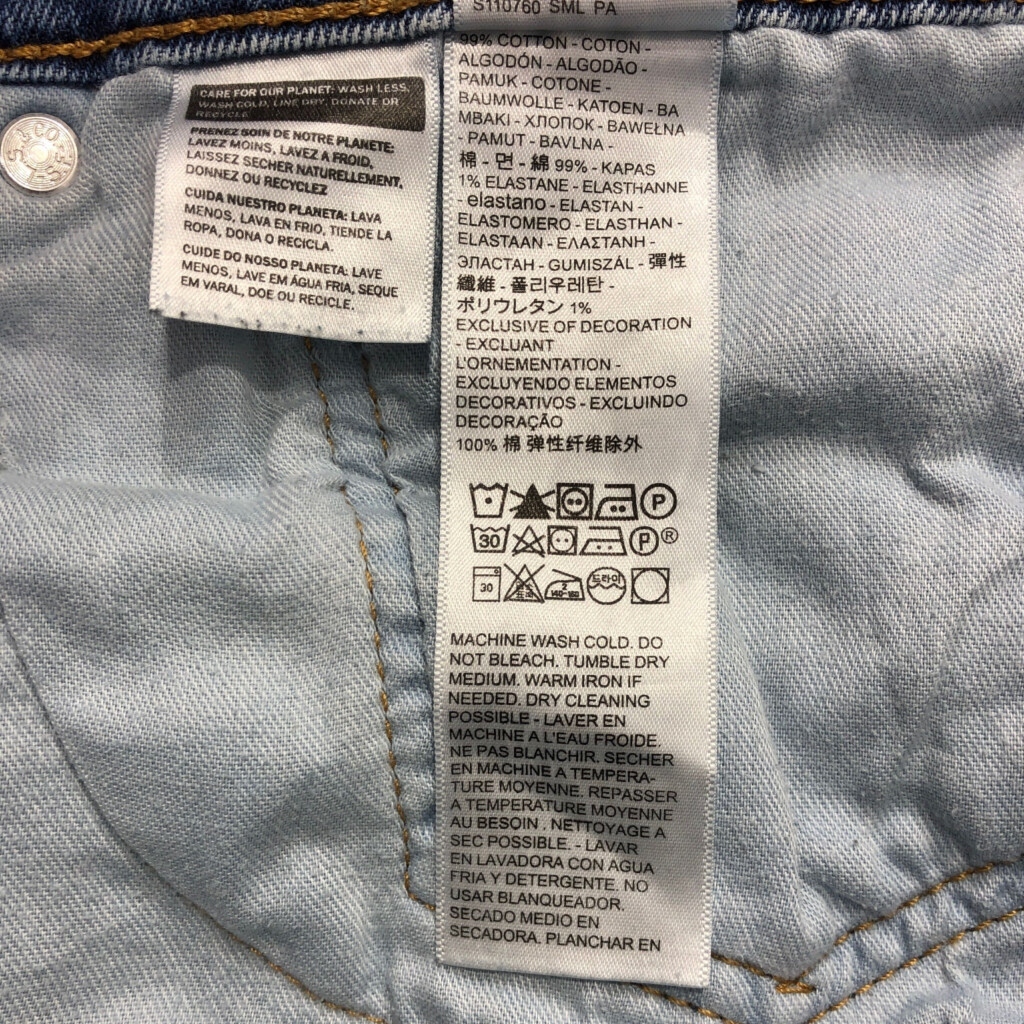 CARE FOR OUR PLANET: WASH LESS,
WASH COLD, LINE DRY, DONATE OR
RECYCLE
PRENEZ SOIN DE NOTRE PLANETE:
LAVEZ MOINS, LAVEZ A FROID,
LAISSEZ SECHER NATURELLEMENT,
DONNEZ OU RECYCLEZ
CUIDA NUESTRO PLANETA: LAVA
MENOS, LAVA EN FRIO, TIENDE LA
ROPA, DONA O RECICLA.
CUIDE DO NOSSO PLANETA: LAVE
MENOS, LAVE EM ÁGUA FRIA, SEQUE
EM VARAL, DOE OU RECICLE.
S110760 SML PA
99% COTTON - COTON -
ALGODÓN - ALGODÃO -
PAMUK - COTONE -
BAUMWOLLE - KATOEN - BA
MBAKI - ХЛОПОК - BAWEŁNA
- PAMUT - BAVLNA -
棉 - 면 - 綿 99% - KAPAS
1% ELASTANE - ELASTHANNE
- elastano - ELASTAN -
ELASTOMERO - ELASTHAN -
ELASTAAN - ΕΛΑΣΤΑΝΗ -
ЭЛАСТАН - GUMISZÁL - 彈性
纖維 - 폴리우레탄 -
ポリウレタン 1%
EXCLUSIVE OF DECORATION
- EXCLUANT
L'ORNEMENTATION -
EXCLUYENDO ELEMENTOS
DECORATIVOS - EXCLUINDO
DECORAÇÃO
100% 棉 弹性纤维除外
P
30 P®
30 2 140-160 드라이
MACHINE WASH COLD. DO
NOT BLEACH. TUMBLE DRY
MEDIUM. WARM IRON IF
NEEDED. DRY CLEANING
POSSIBLE - LAVER EN
MACHINE A L'EAU FROIDE.
NE PAS BLANCHIR. SECHER
EN MACHINE A TEMPERA-
TURE MOYENNE. REPASSER
A TEMPERATURE MOYENNE
AU BESOIN . NETTOYAGE A
SEC POSSIBLE. - LAVAR
EN LAVADORA CON AGUA
FRIA Y DETERGENTE. NO
USAR BLANQUEADOR.
SECADO MEDIO EN
SECADORA. PLANCHAR EN